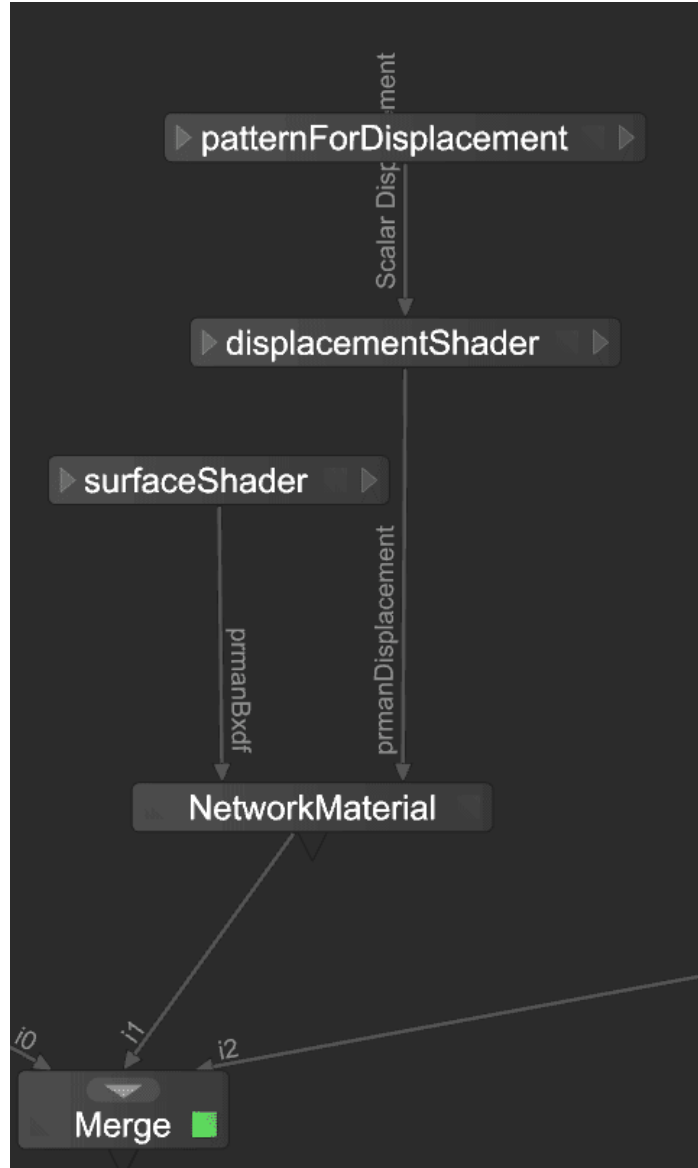 patternForDisplacement
Scalar Displacement
displacementShader
surfaceShader
prmanBxdf
prmanDisplacement
NetworkMaterial
i0
i1
i2
Merge